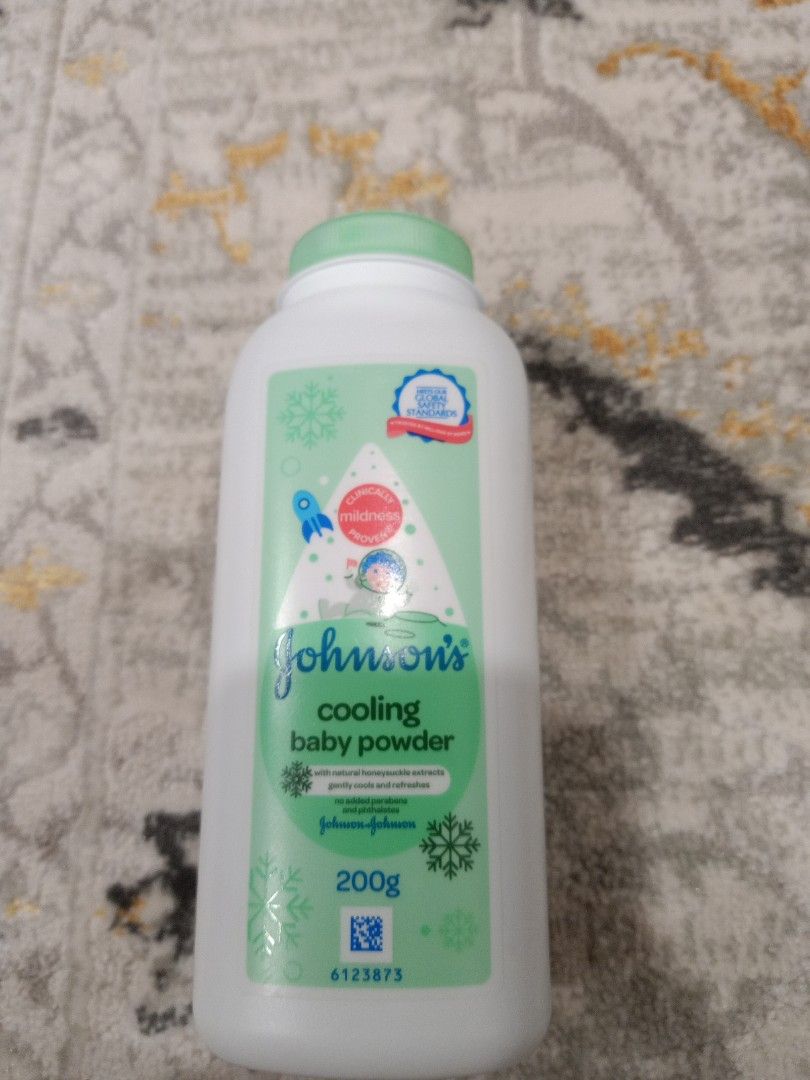 MEETS OUR
GLOBAL
SAFETY
STANDARDS
CLINICALLY
mildness
PROVEN®
Johnson's®
cooling
baby powder
with natural honeysuckle extracts
gently cools and refreshes
no added parabens
and phthalates
Johnson & Johnson
200g
6123873